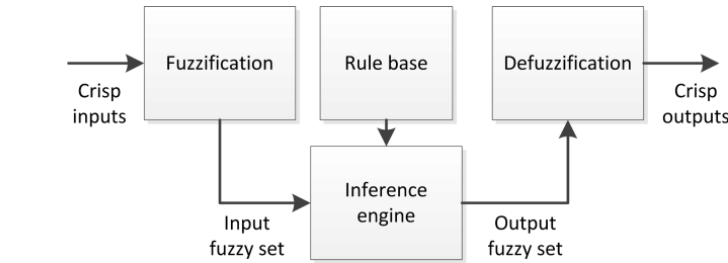 Fuzzification
Rule base
Defuzzification
Crisp
inputs
Crisp
outputs
Inference
engine
Input
fuzzy set
Output
fuzzy set